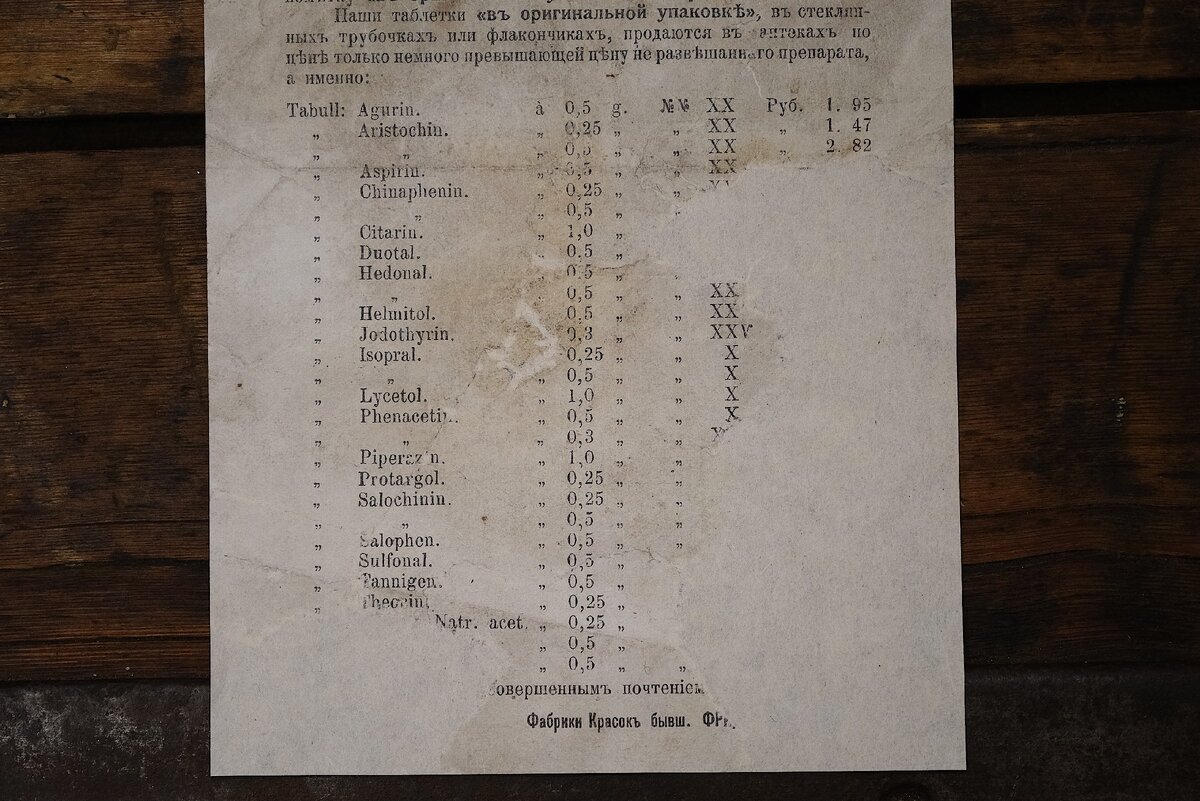 Наши таблетки «въ оригинальной упаковкѣ», въ стеклян-
ныхъ трубочкахъ или флакончикахъ, продаются въ аптекахъ по
цѣнѣ только немного превышающей цѣну не развѣшаннаго препарата,
а именно:
Tabull: Agurin. à 0,5 g. №№ XX Руб. 1. 95
„ Aristochin. „ 0,25 „ „ XX „ 1. 47
„ „ „ 0,5 „ „ XX „ 2. 82
„ Aspirin. „ 0,5 „ „ XX
„ Chinaphenin. „ 0,25 „ „
„ „ „ 0,5 „ „
„ Citarin. „ 1,0 „
„ Duotal. „ 0,5 „
„ Hedonal. „ 0,5 „
„ „ „ 0,5 „ „ XX
„ Helmitol. „ 0,5 „ „ XX
„ Jodothyrin. „ 0,3 „ „ XXV
„ Isopral. „ 0,25 „ „ X
„ „ „ 0,5 „ „ X
„ Lycetol. „ 1,0 „ „ X
„ Phenacetin. „ 0,5 „ „ X
„ „ „ 0,3 „ „
„ Piperazin. „ 1,0 „ „
„ Protargol. „ 0,25 „ „
„ Salochinin. „ 0,25 „ „
„ „ „ 0,5 „ „
„ Salophen. „ 0,5 „ „
„ Sulfonal. „ 0,5 „
„ Tannigen. „ 0,5 „
„ „ 0,25 „
Natr. acet. „ 0,25 „
„ 0,5 „
„ 0,5 „ „
совершеннымъ почтеніем
Фабрики Красокъ бывш.